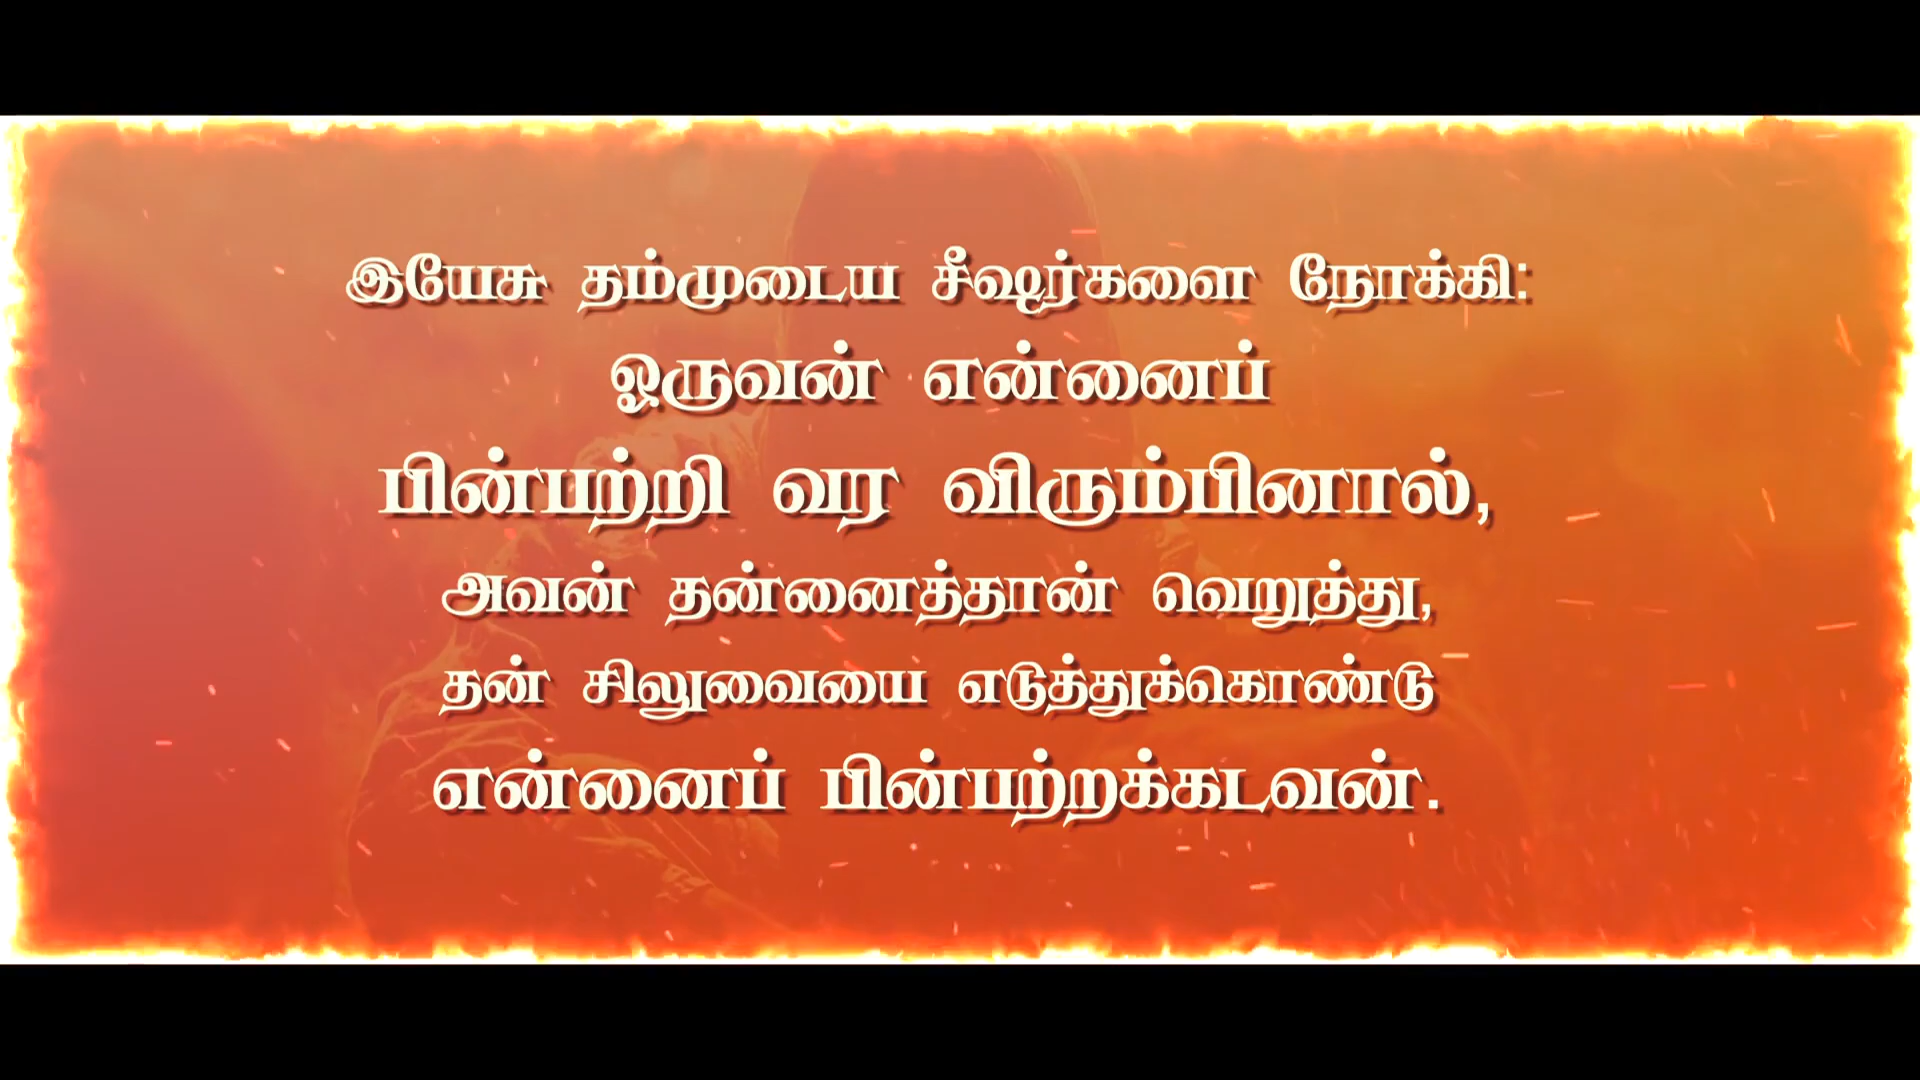 இயேசு தம்முடைய சீஷர்களை நோக்கி:
ஒருவன் என்னைப்
பின்பற்றி வர விரும்பினால்,
அவன் தன்னைத்தான் வெறுத்து,
தன் சிலுவையை எடுத்துக்கொண்டு
என்னைப் பின்பற்றக்கடவன்.